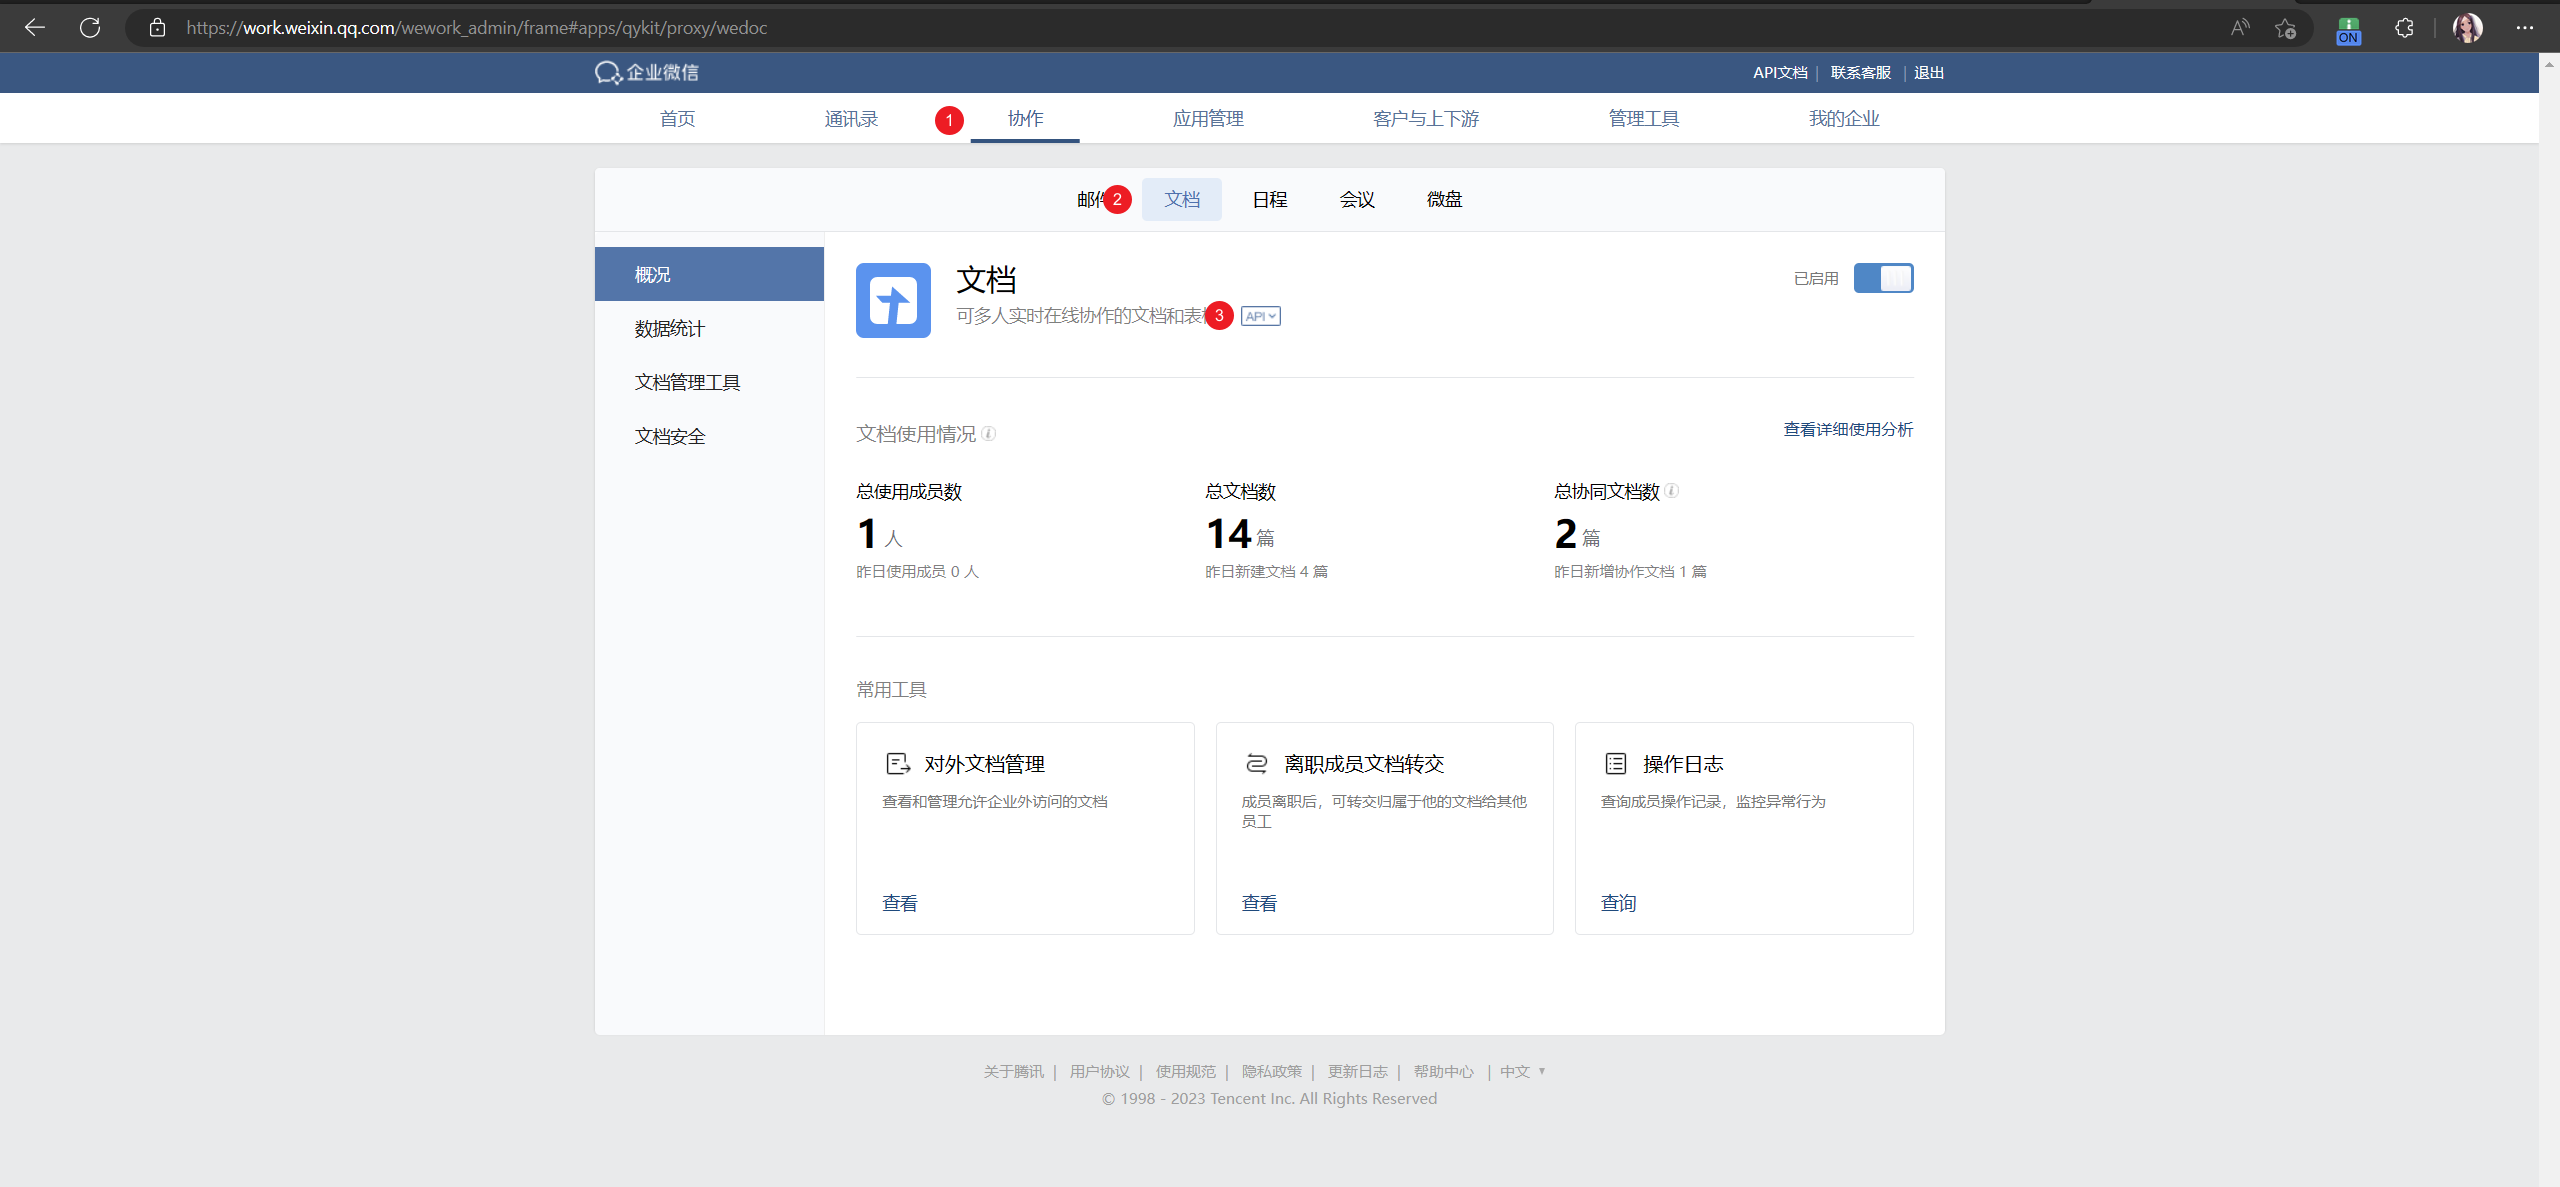 https://work.weixin.qq.com/wework_admin/frame#apps/qykit/proxy/wedoc
ON
企业微信
API文档 | 联系客服 | 退出
首页 通讯录 1 协作 应用管理 客户与上下游 管理工具 我的企业
邮件 2 文档 日程 会议 微盘
概况
数据统计
文档管理工具
文档安全
文档
已启用
可多人实时在线协作的文档和表 3 API
文档使用情况
查看详细使用分析
总使用成员数 总文档数 总协同文档数
1 人 14 篇 2 篇
昨日使用成员 0 人 昨日新建文档 4 篇 昨日新增协作文档 1 篇
常用工具
对外文档管理
查看和管理允许企业外访问的文档
查看
离职成员文档转交
成员离职后，可转交归属于他的文档给其他
员工
查看
操作日志
查询成员操作记录，监控异常行为
查询
关于腾讯 | 用户协议 | 使用规范 | 隐私政策 | 更新日志 | 帮助中心 | 中文
© 1998 - 2023 Tencent Inc. All Rights Reserved